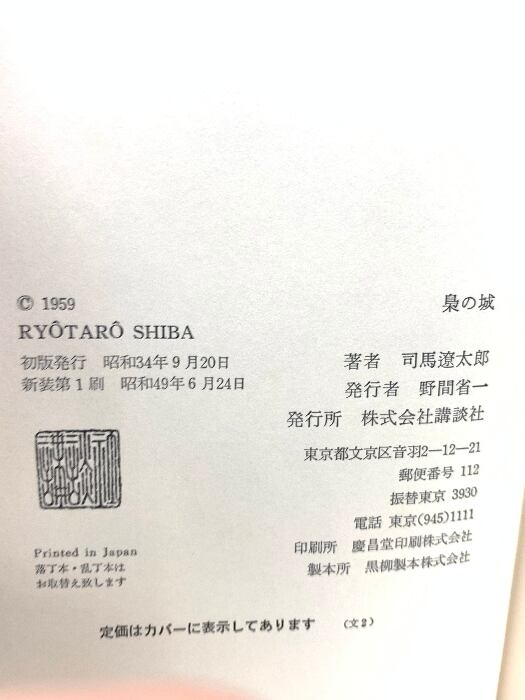 © 1959
RYÔTARÔ SHIBA
初版発行 昭和34年9月20日
新装第1刷 昭和49年6月24日
梟の城
著者 司馬遼太郎
発行者 野間省一
発行所 株式会社講談社
東京都文京区音羽2—12—21
郵便番号 112
振替東京 3930
電話 東京(945)1111
印刷所 慶昌堂印刷株式会社
製本所 黒柳製本株式会社
Printed in Japan
落丁本・乱丁本は
お取替え致します
定価はカバーに表示してあります (文2)